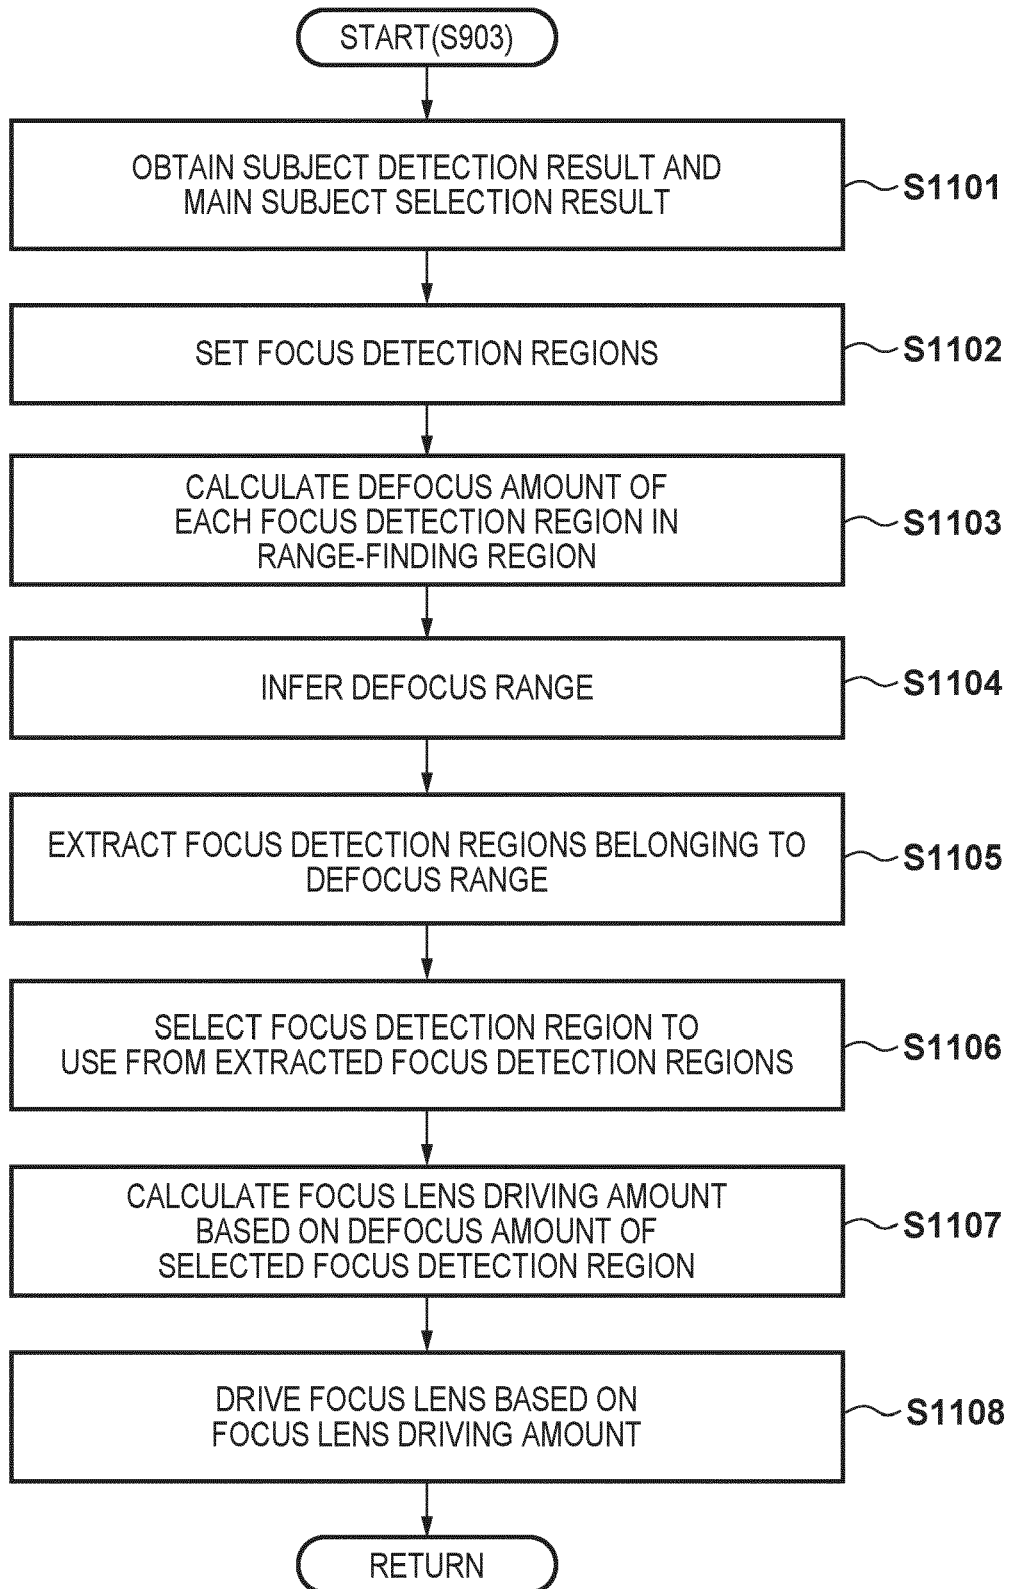 START(S903)
OBTAIN SUBJECT DETECTION RESULT AND
MAIN SUBJECT SELECTION RESULT
S1101
SET FOCUS DETECTION REGIONS
S1102
CALCULATE DEFOCUS AMOUNT OF
EACH FOCUS DETECTION REGION IN
RANGE-FINDING REGION
S1103
INFER DEFOCUS RANGE
S1104
EXTRACT FOCUS DETECTION REGIONS BELONGING TO
DEFOCUS RANGE
S1105
SELECT FOCUS DETECTION REGION TO
USE FROM EXTRACTED FOCUS DETECTION REGIONS
S1106
CALCULATE FOCUS LENS DRIVING AMOUNT
BASED ON DEFOCUS AMOUNT OF
SELECTED FOCUS DETECTION REGION
S1107
DRIVE FOCUS LENS BASED ON
FOCUS LENS DRIVING AMOUNT
S1108
RETURN